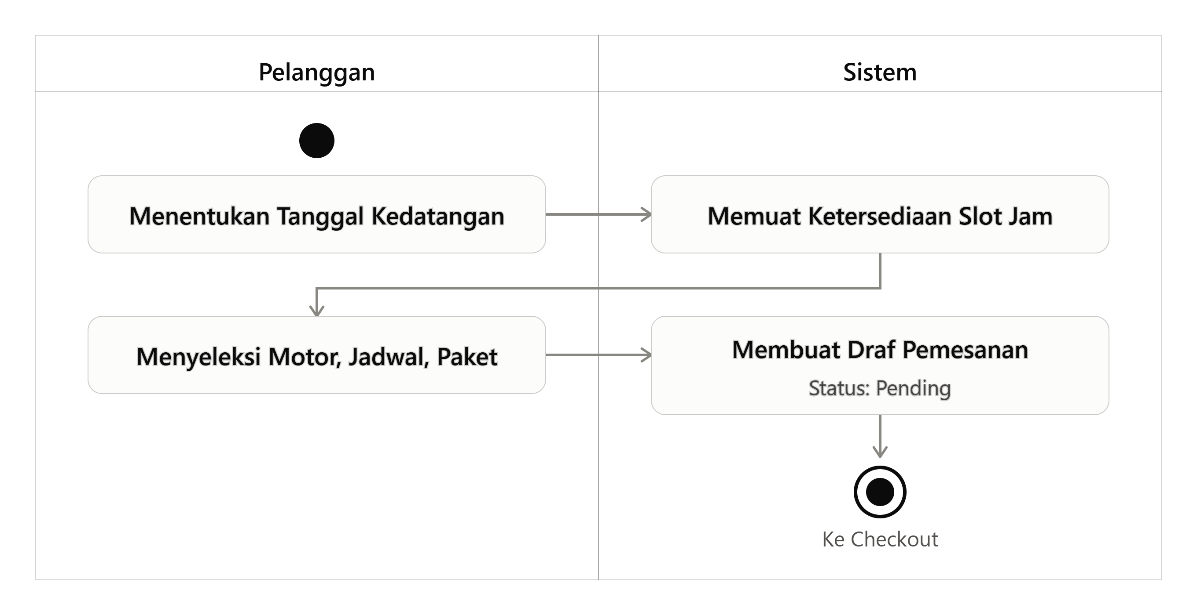 Pelanggan
Sistem
Menentukan Tanggal Kedatangan
Memuat Ketersediaan Slot Jam
Menyeleksi Motor, Jadwal, Paket
Membuat Draf Pemesanan
Status: Pending
Ke Checkout